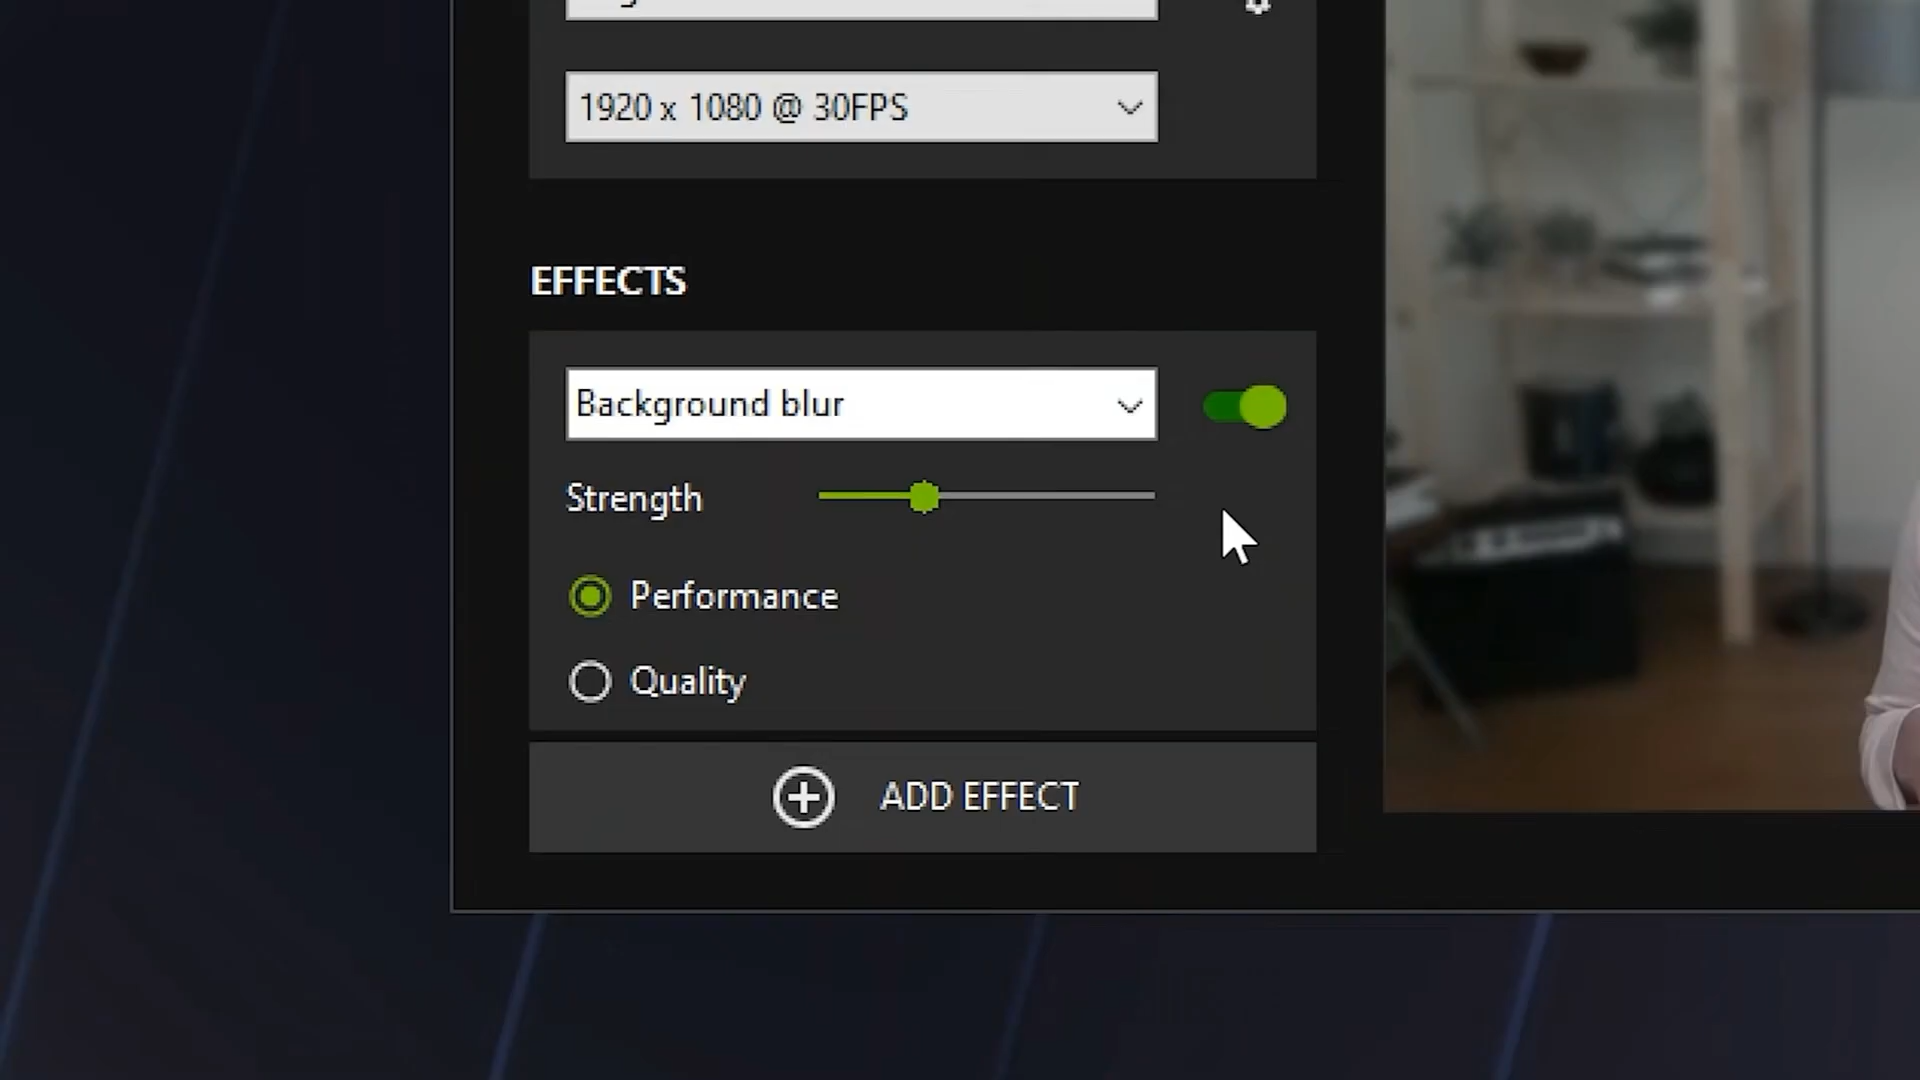 1920 x 1080 @ 30FPS
EFFECTS
Background blur
Strength
Performance
Quality
ADD EFFECT